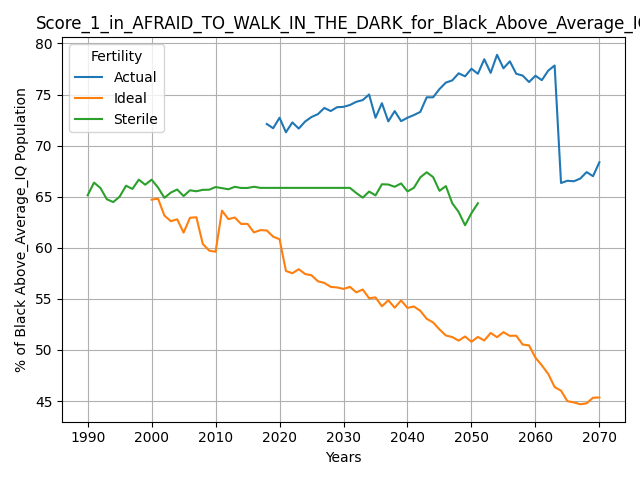 Score_1_in_AFRAID_TO_WALK_IN_THE_DARK_for_Black_Above_Average_IQ
% of Black Above_Average_IQ Population
80
75
70
65
60
55
50
45
Fertility
Actual
Ideal
Sterile
1990 2000 2010 2020 2030 2040 2050 2060 2070
Years